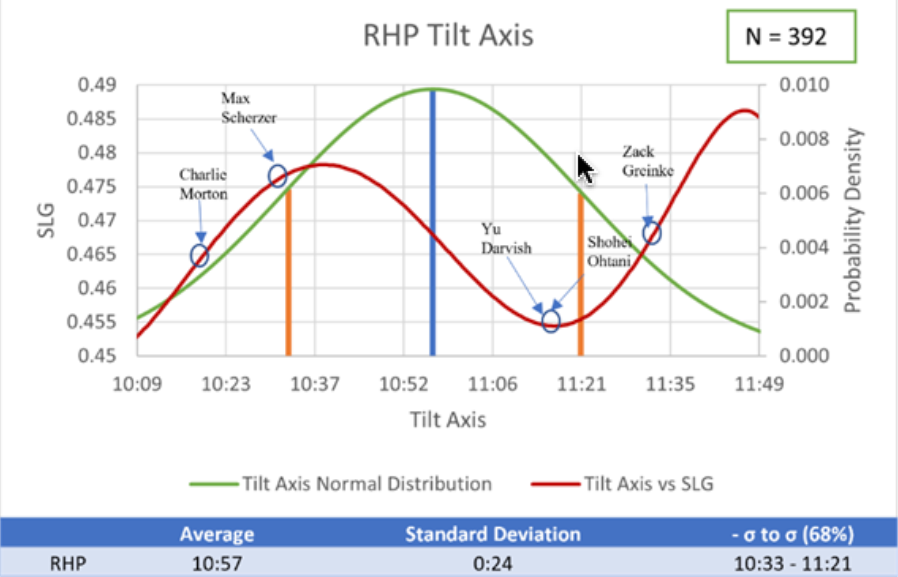 RHP Tilt Axis
N = 392
0.49
0.485
0.48
0.475
0.47
0.465
0.46
0.455
0.45
SLG
Max
Scherzer
Charlie
Morton
Yu
Darvish
Shohei
Ohtani
Zack
Greinke
0.010
0.008
0.006
0.004
0.002
0.000
Probability Density
10:09 10:23 10:37 10:52 11:06 11:21 11:35 11:49
Tilt Axis
Tilt Axis Normal Distribution Tilt Axis vs SLG
Average Standard Deviation - σ to σ (68%)
RHP 10:57 0:24 10:33 - 11:21